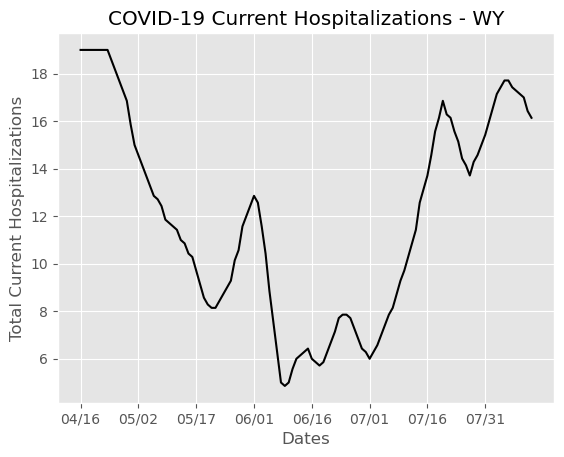 COVID-19 Current Hospitalizations - WY
Total Current Hospitalizations
18
16
14
12
10
8
6
04/16 05/02 05/17 06/01 06/16 07/01 07/16 07/31
Dates